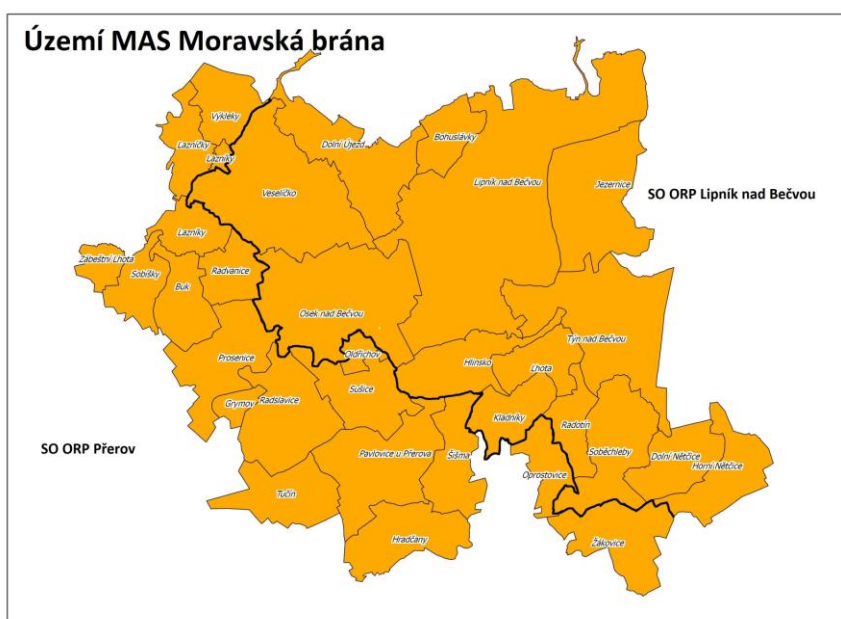 Území MAS Moravská brána
Výkleky
Lazníčky
Lazníky
Dolní Újezd
Bohuslávky
Veselíčko
Lipník nad Bečvou
Jezernice
SO ORP Lipník nad Bečvou
Lazníky
Zábeštní Lhota
Sobíšky
Buk
Radvanice
Osek nad Bečvou
Týn nad Bečvou
Oldřichov
Hlinsko
Lhota
Prosenice
Sušice
Grymov
Radslavice
Kladníky
Radotín
SO ORP Přerov
Pavlovice u Přerova
Šišma
Soběchleby
Dolní Nětčice
Horní Nětčice
Oprostovice
Tučín
Hradčany
Žákovice